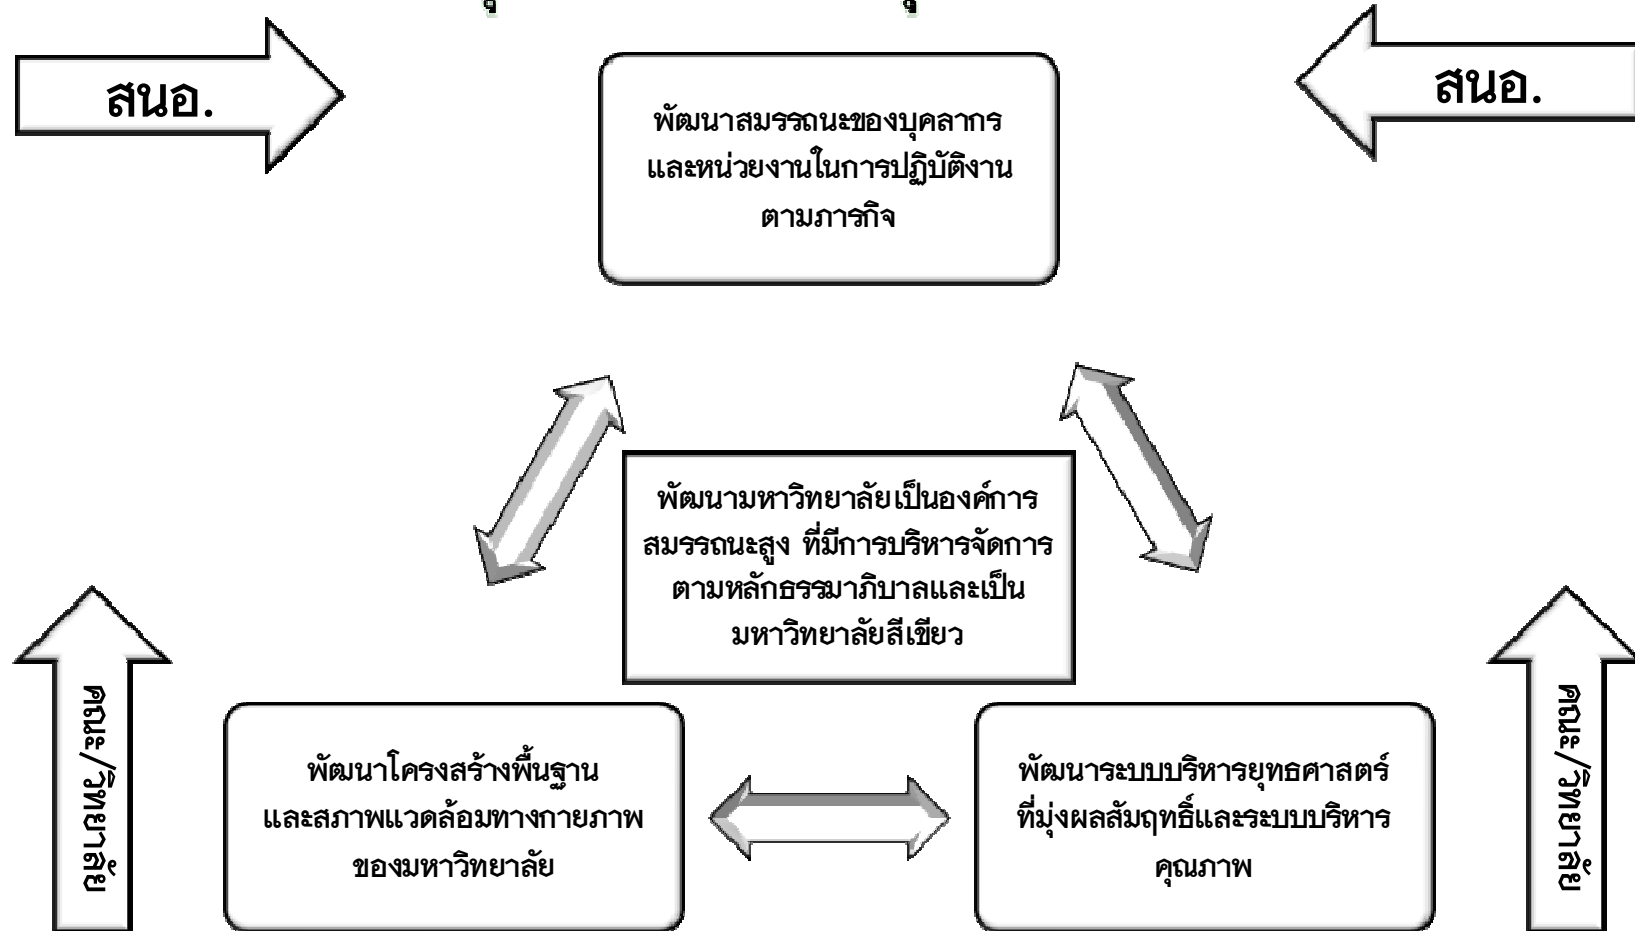 สนอ.
สนอ.
พัฒนาสมรรถนะของบุคลากร
และหน่วยงานในการปฏิบัติงาน
ตามภารกิจ
พัฒนามหาวิทยาลัยเป็นองค์การ
สมรรถนะสูง ที่มีการบริหารจัดการ
ตามหลักธรรมาภิบาลและเป็น
มหาวิทยาลัยสีเขียว
คณะ/วิทยาลัย
พัฒนาโครงสร้างพื้นฐาน
และสภาพแวดล้อมทางกายภาพ
ของมหาวิทยาลัย
พัฒนาระบบบริหารยุทธศาสตร์
ที่มุ่งผลสัมฤทธิ์และระบบบริหาร
คุณภาพ
คณะ/วิทยาลัย